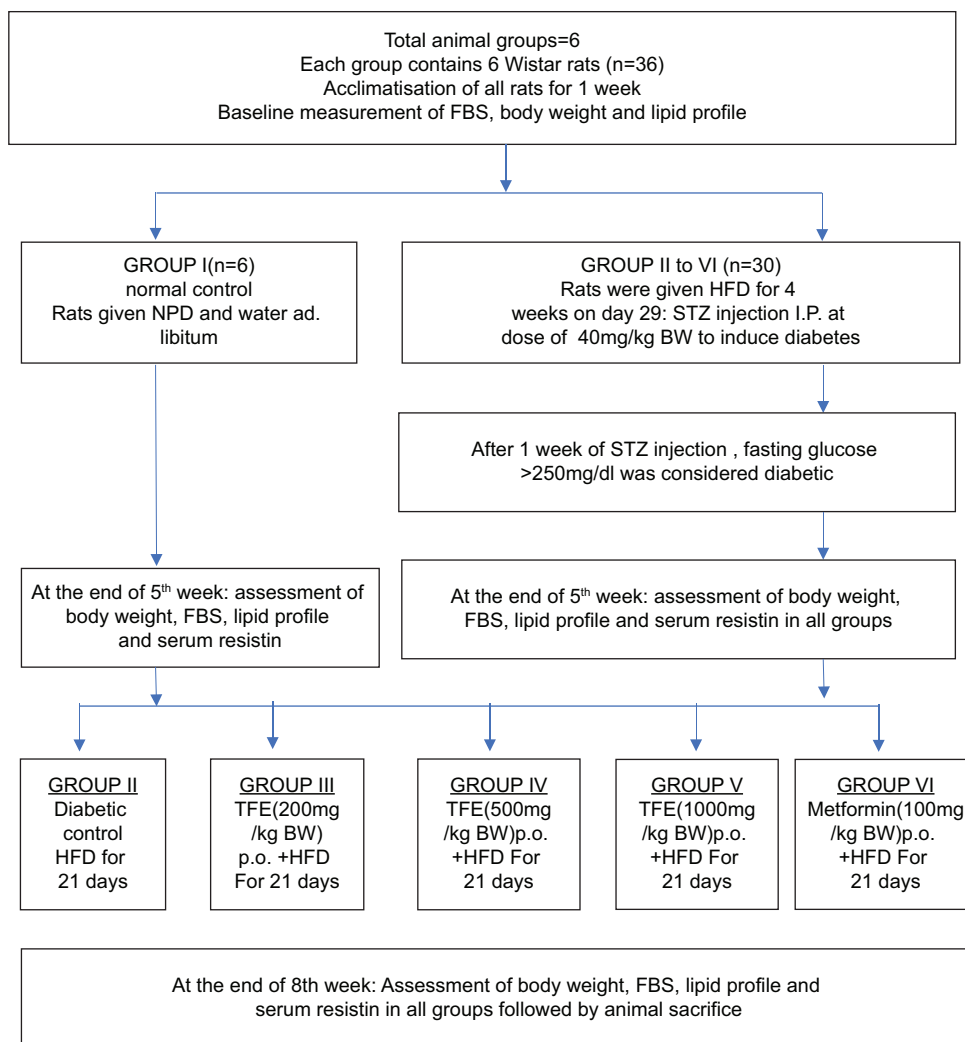 Total animal groups=6
Each group contains 6 Wistar rats (n=36)
Acclimatisation of all rats for 1 week
Baseline measurement of FBS, body weight and lipid profile
GROUP I(n=6)
normal control
Rats given NPD and water ad.
libitum
GROUP II to VI (n=30)
Rats were given HFD for 4
weeks on day 29: STZ injection I.P. at
dose of 40mg/kg BW to induce diabetes
After 1 week of STZ injection , fasting glucose
>250mg/dl was considered diabetic
At the end of 5th week: assessment of
body weight, FBS, lipid profile
and serum resistin
At the end of 5th week: assessment of body weight,
FBS, lipid profile and serum resistin in all groups
GROUP II
Diabetic
control
HFD for
21 days
GROUP III
TFE(200mg
/kg BW)
p.o. +HFD
For 21 days
GROUP IV
TFE(500mg
/kg BW)p.o.
+HFD For
21 days
GROUP V
TFE(1000mg
/kg BW)p.o.
+HFD For
21 days
GROUP VI
Metformin(100mg
/kg BW)p.o.
+HFD For
21 days
At the end of 8th week: Assessment of body weight, FBS, lipid profile and
serum resistin in all groups followed by animal sacrifice